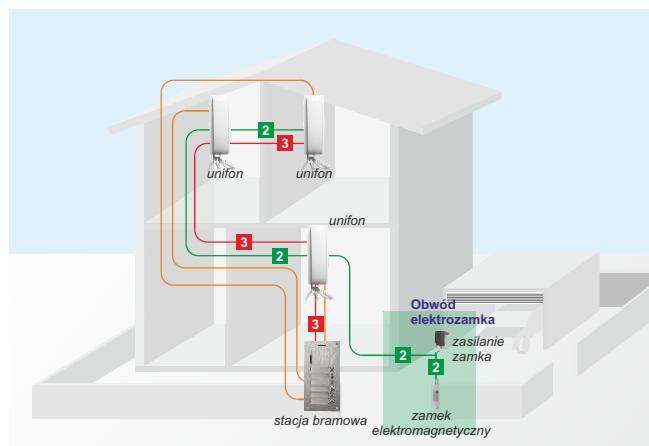 2
3
unifon
unifon
unifon
3
2
Obwód
elektrozamka
3
zasilanie
zamka
2
2
stacja bramowa
zamek
elektromagnetyczny